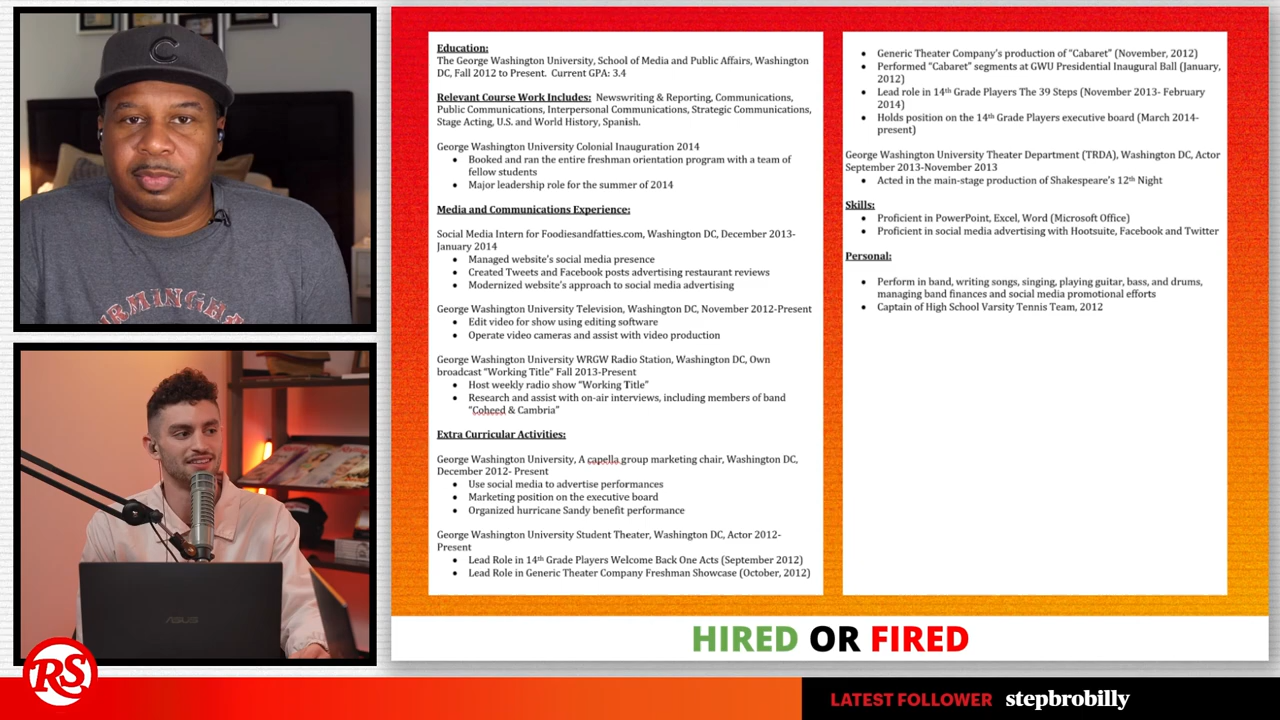 C
RMINGHA
ASUS
Education:
The George Washington University, School of Media and Public Affairs, Washington
DC, Fall 2012 to Present. Current GPA: 3.4
Relevant Course Work Includes: Newswriting & Reporting, Communications,
Public Communications, Interpersonal Communications, Strategic Communications,
Stage Acting, U.S. and World History, Spanish.
George Washington University Colonial Inauguration 2014
• Booked and ran the entire freshman orientation program with a team of
fellow students
• Major leadership role for the summer of 2014
Media and Communications Experience:
Social Media Intern for Foodiesandfatties.com, Washington DC, December 2013-
January 2014
• Managed website's social media presence
• Created Tweets and Facebook posts advertising restaurant reviews
• Modernized website's approach to social media advertising
George Washington University Television, Washington DC, November 2012-Present
• Edit video for show using editing software
• Operate video cameras and assist with video production
George Washington University WRGW Radio Station, Washington DC, Own
broadcast "Working Title" Fall 2013-Present
• Host weekly radio show "Working Title"
• Research and assist with on-air interviews, including members of band
"Coheed & Cambria"
Extra Curricular Activities:
George Washington University, A capella group marketing chair, Washington DC,
December 2012- Present
• Use social media to advertise performances
• Marketing position on the executive board
• Organized hurricane Sandy benefit performance
George Washington University Student Theater, Washington DC, Actor 2012-
Present
• Lead Role in 14th Grade Players Welcome Back One Acts (September 2012)
• Lead Role in Generic Theater Company Freshman Showcase (October, 2012)
• Generic Theater Company's production of "Cabaret" (November, 2012)
• Performed "Cabaret" segments at GWU Presidential Inaugural Ball (January,
2012)
• Lead role in 14th Grade Players The 39 Steps (November 2013- February
2014)
• Holds position on the 14th Grade Players executive board (March 2014-
present)
George Washington University Theater Department (TRDA), Washington DC, Actor
September 2013-November 2013
• Acted in the main-stage production of Shakespeare's 12th Night
Skills:
• Proficient in PowerPoint, Excel, Word (Microsoft Office)
• Proficient in social media advertising with Hootsuite, Facebook and Twitter
Personal:
• Perform in band, writing songs, singing, playing guitar, bass, and drums,
managing band finances and social media promotional efforts
• Captain of High School Varsity Tennis Team, 2012
HIRED OR FIRED
RS
LATEST FOLLOWER stepbrobilly